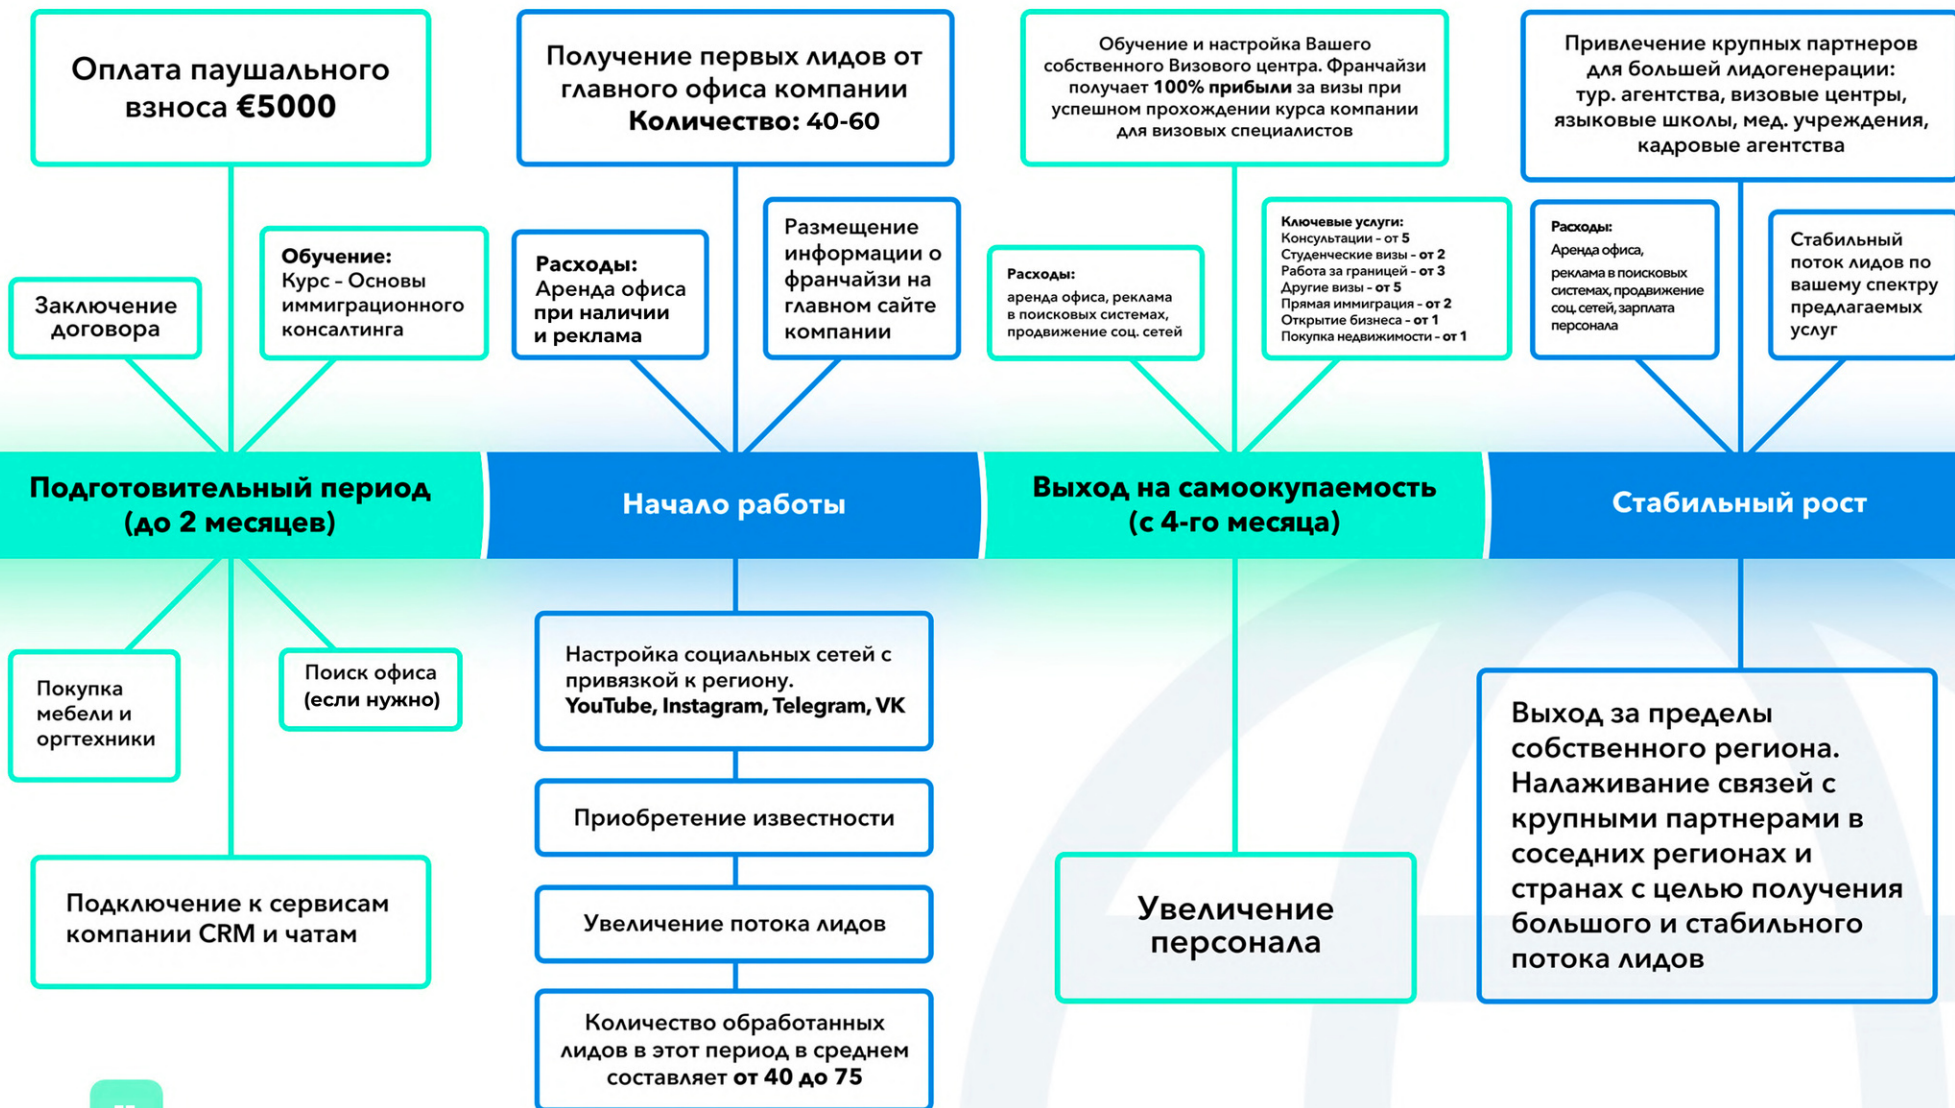 Оплата паушального
взноса €5000
Заключение
договора
Обучение:
Курс – Основы
иммиграционного
консалтинга
Получение первых лидов от
главного офиса компании
Количество: 40-60
Расходы:
Аренда офиса
при наличии
и реклама
Размещение
информации о
франчайзи на
главном сайте
компании
Обучение и настройка Вашего
собственного Визового центра. Франчайзи
получает 100% прибыли за визы при
успешном прохождении курса компании
для визовых специалистов
Расходы:
аренда офиса, реклама
в поисковых системах,
продвижение соц. сетей
Ключевые услуги:
Консультации – от 5
Студенческие визы – от 2
Работа за границей – от 3
Другие визы – от 5
Прямая иммиграция – от 2
Открытие бизнеса – от 1
Покупка недвижимости – от 1
Привлечение крупных партнеров
для большей лидогенерации:
тур. агентства, визовые центры,
языковые школы, мед. учреждения,
кадровые агентства
Расходы:
Аренда офиса,
реклама в поисковых
системах, продвижение
соц. сетей, зарплата
персонала
Стабильный
поток лидов по
вашему спектру
предлагаемых
услуг
Подготовительный период
(до 2 месяцев)
Начало работы
Выход на самоокупаемость
(с 4-го месяца)
Стабильный рост
Покупка
мебели и
оргтехники
Поиск офиса
(если нужно)
Подключение к сервисам
компании CRM и чатам
Настройка социальных сетей с
привязкой к региону.
YouTube, Instagram, Telegram, VK
Приобретение известности
Увеличение потока лидов
Количество обработанных
лидов в этот период в среднем
составляет от 40 до 75
Увеличение
персонала
Выход за пределы
собственного региона.
Налаживание связей с
крупными партнерами в
соседних регионах и
странах с целью получения
большого и стабильного
потока лидов